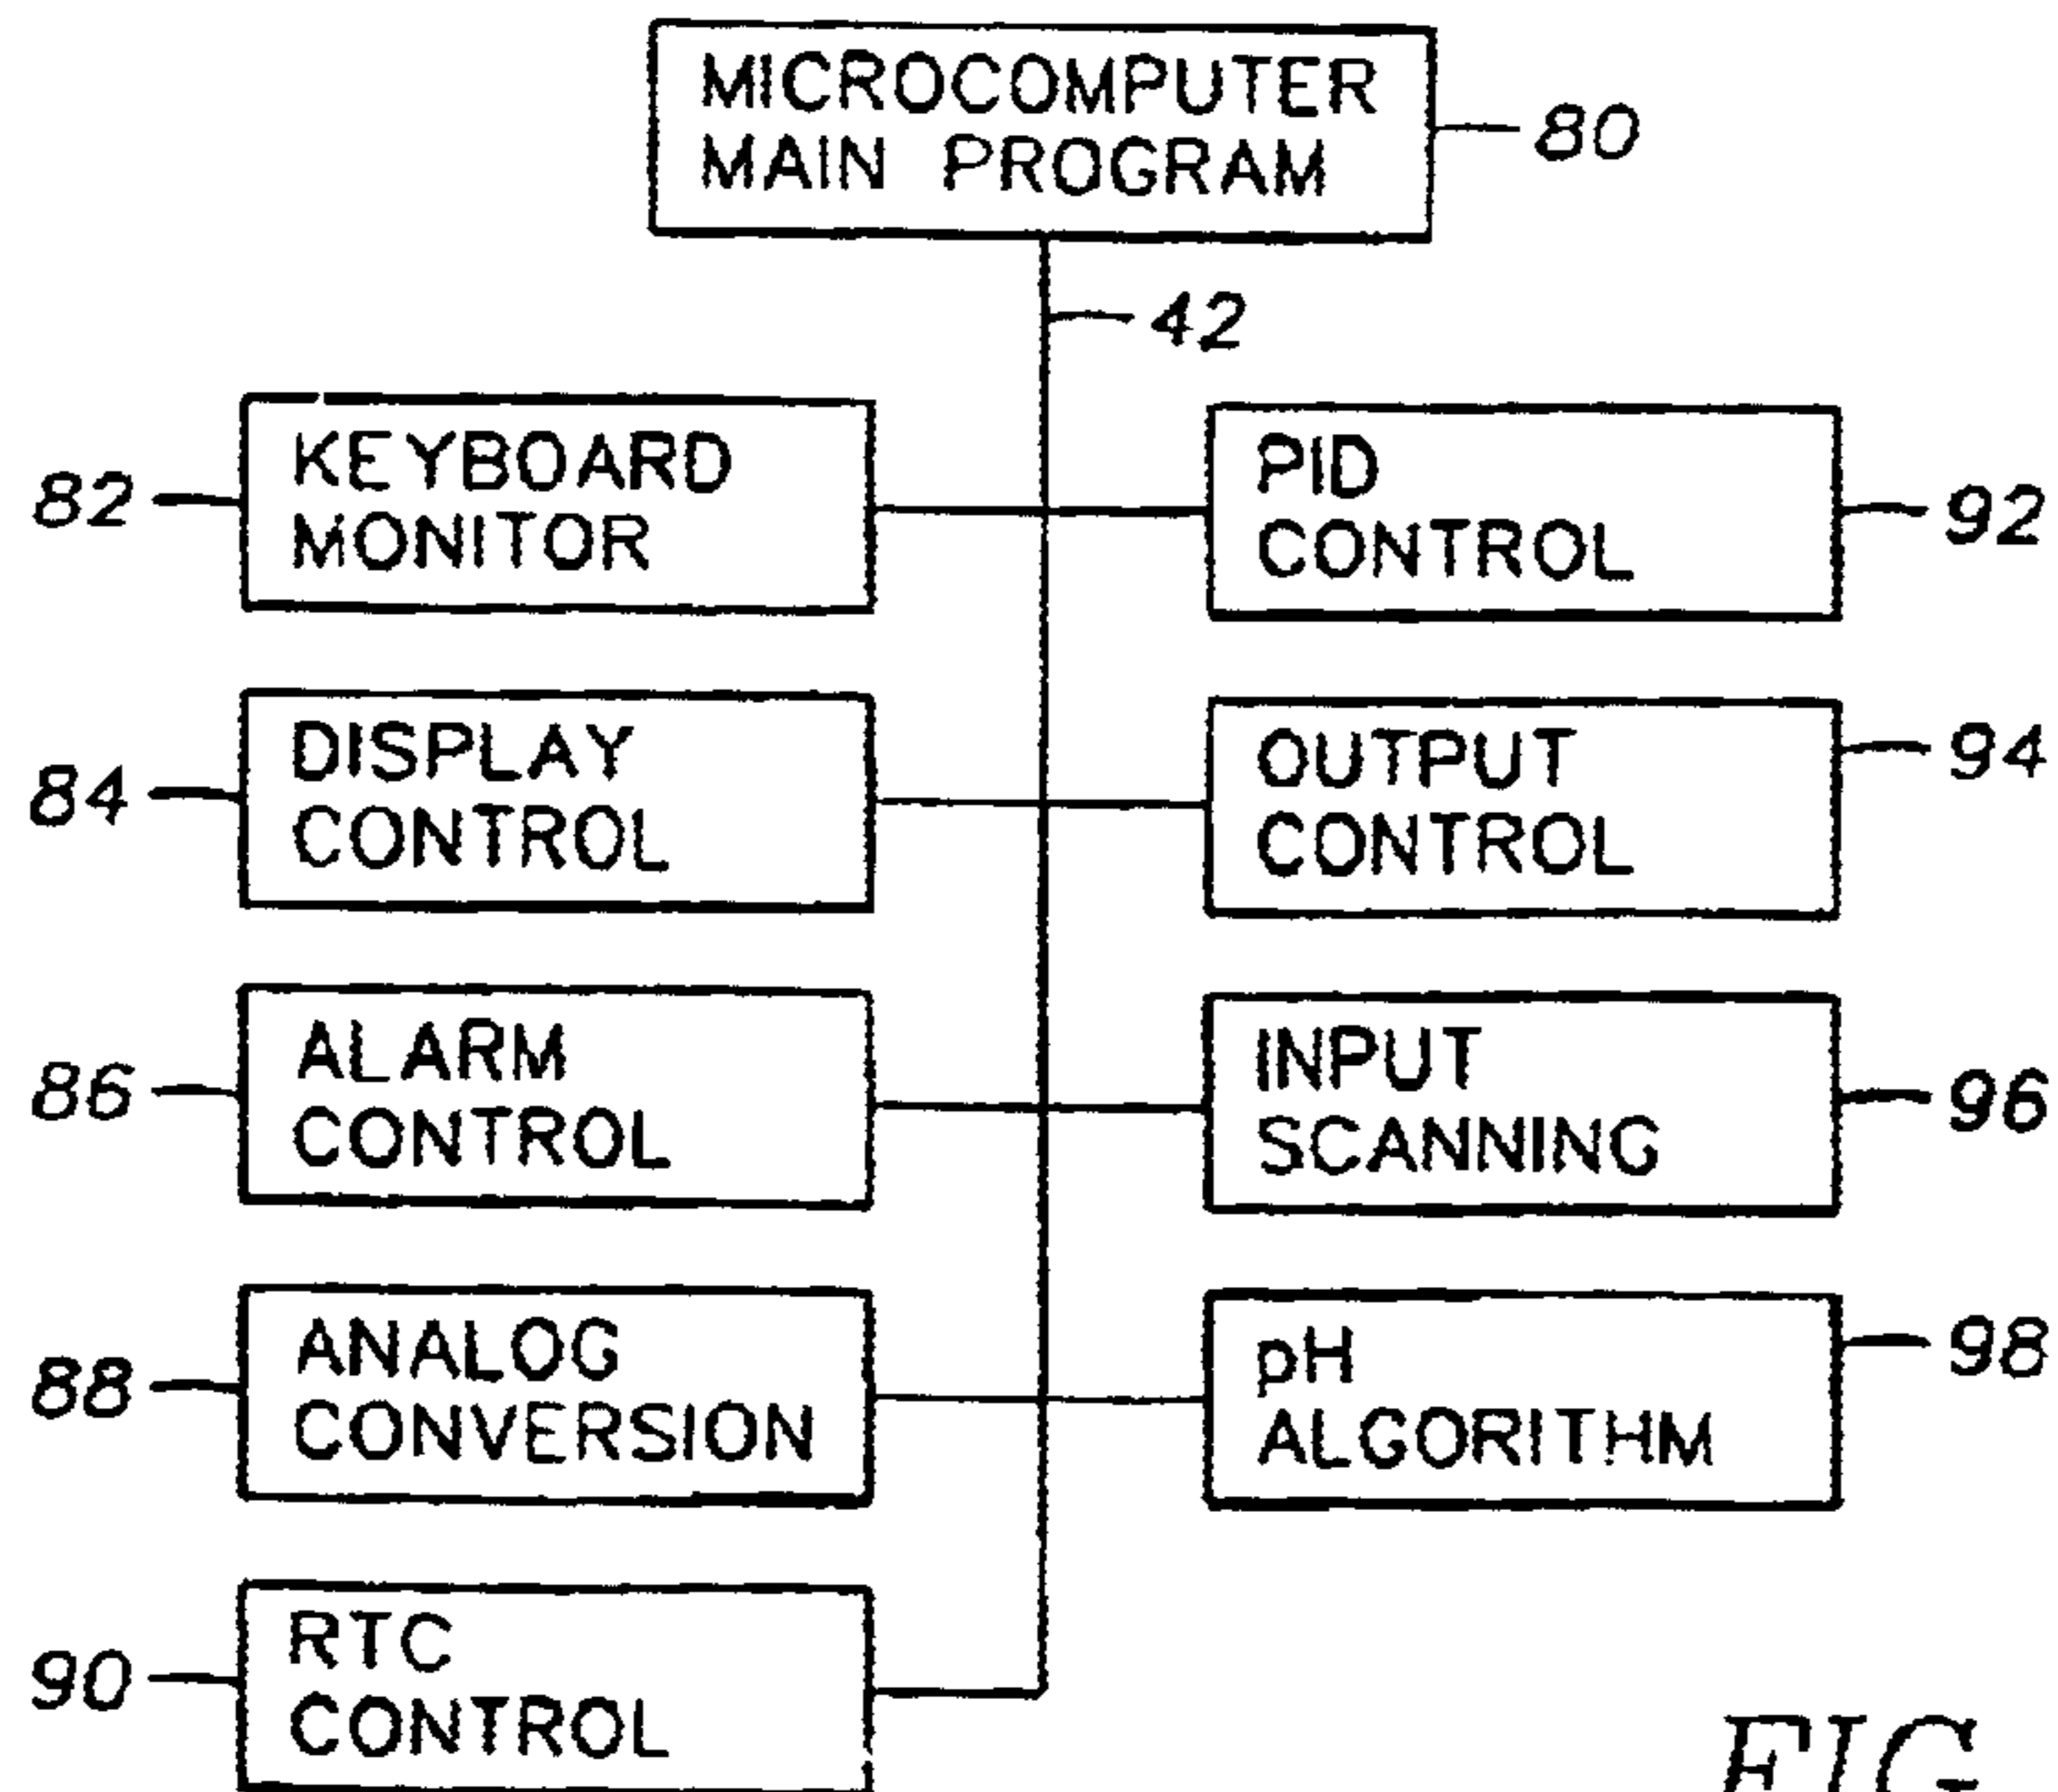 MICROCOMPUTER
MAIN PROGRAM
80
42
82
KEYBOARD
MONITOR
PID
CONTROL
92
84
DISPLAY
CONTROL
OUTPUT
CONTROL
94
86
ALARM
CONTROL
INPUT
SCANNING
96
88
ANALOG
CONVERSION
pH
ALGORITHM
98
90
RTC
CONTROL
FIG